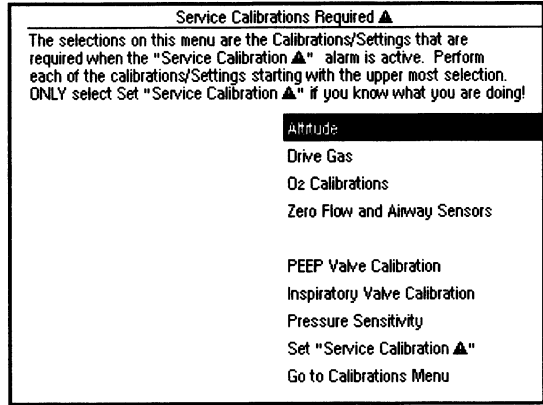 Service Calibrations Required ⚠
The selections on this menu are the Calibrations/Settings that are
required when the "Service Calibration ⚠" alarm is active. Perform
each of the calibrations/Settings starting with the upper most selection.
ONLY select Set "Service Calibration ⚠" if you know what you are doing!
Altitude
Drive Gas
O2 Calibrations
Zero Flow and Airway Sensors
PEEP Valve Calibration
Inspiratory Valve Calibration
Pressure Sensitivity
Set "Service Calibration ⚠"
Go to Calibrations Menu